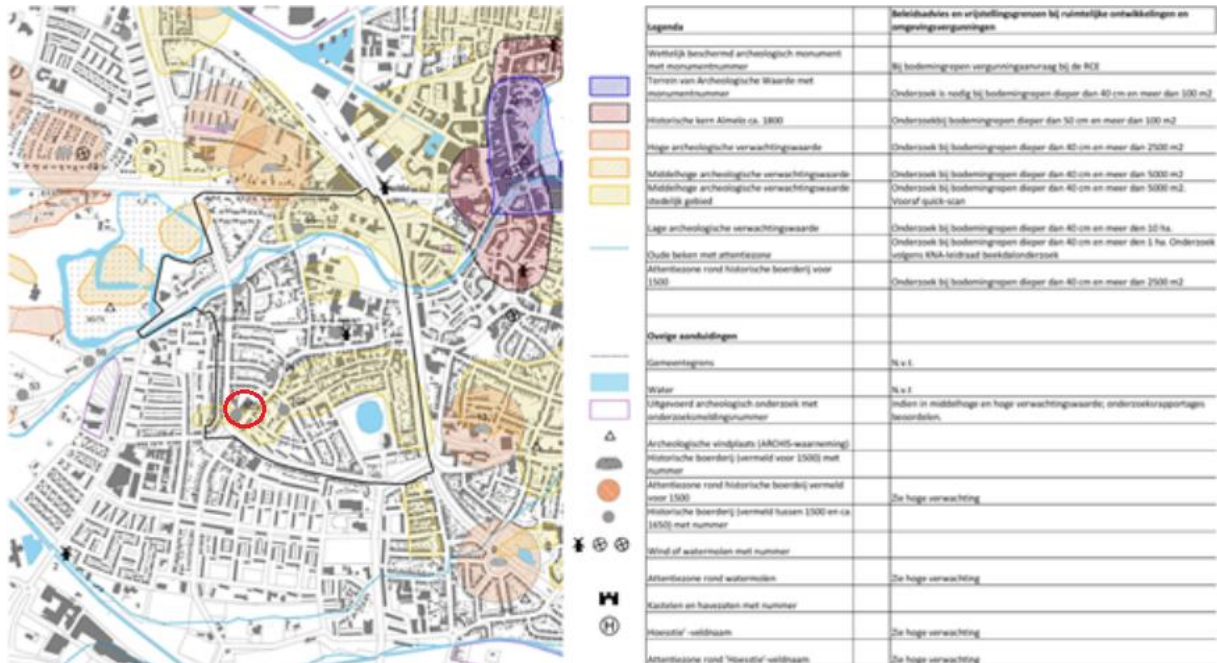 Legenda
Beleidsadvies en vrijstellingsgrenzen bij ruimtelijke ontwikkelingen en
omgevingsvergunningen
Wettelijk beschermd archeologisch monument
met monumentnummer
Bij bodemingrepen vergunningaanvraag bij de RCE
Terrein van Archeologische Waarde met
monumentnummer
Onderzoek is nodig bij bodemingrepen dieper dan 40 cm en meer dan 100 m2
Historische kern Almelo ca. 1800
Onderzoekbij bodemingrepen dieper dan 50 cm en meer dan 100 m2
Hoge archeologische verwachtingswaarde
Onderzoek bij bodemingrepen dieper dan 40 cm en meer dan 2500 m2
Middelhoge archeologische verwachtingswaarde
Onderzoek bij bodemingrepen dieper dan 40 cm en meer dan 5000 m2
Middelhoge archeologische verwachtingswaarde
stedelijk gebied
Onderzoek bij bodemingrepen dieper dan 40 cm en meer dan 5000 m2.
Vooraf quick-scan
Lage archeologische verwachtingswaarde
Onderzoek bij bodemingrepen dieper dan 40 cm en meer den 10 ha.
Oude beken met attentiezone
Onderzoek bij bodemingrepen dieper dan 40 cm en meer den 1 ha. Onderzoek
volgens KNA-leidraad beekdalonderzoek
Attentiezone rond historische boerderij voor
1500
Onderzoek bij bodemingrepen dieper dan 40 cm en meer dan 2500 m2
Oveige aanduidingen
Gemeentegrens
N.v.t.
Water
N.v.t
Uitgevoerd archeologisch onderzoek met
onderzoeksmeldingsnummer
Indien in middelhoge en hoge verwachtingswaarde; onderzoeksrapportages
beoordelen.
Archeologische vindplaats (ARCHIS-waarneming)
Historische boerderij (vermeld voor 1500) met
nummer
Attentiezone rond historische boerdeij vermeld
voor 1500
Zie hoge verwachting
Historische boerderij (vermeld tussen 1500 en ca
1650) met nummer
Wind of watermolen met nummer
Attentiezone rond watermolen
Zie hoge verwachting
Kastelen en havezaten met nummer
H
Hoesstie' -veldnaam
Zie hoge verwachting
Attentiezone rond 'Hoesstie'-veldnaam
Zie hoge verwachting